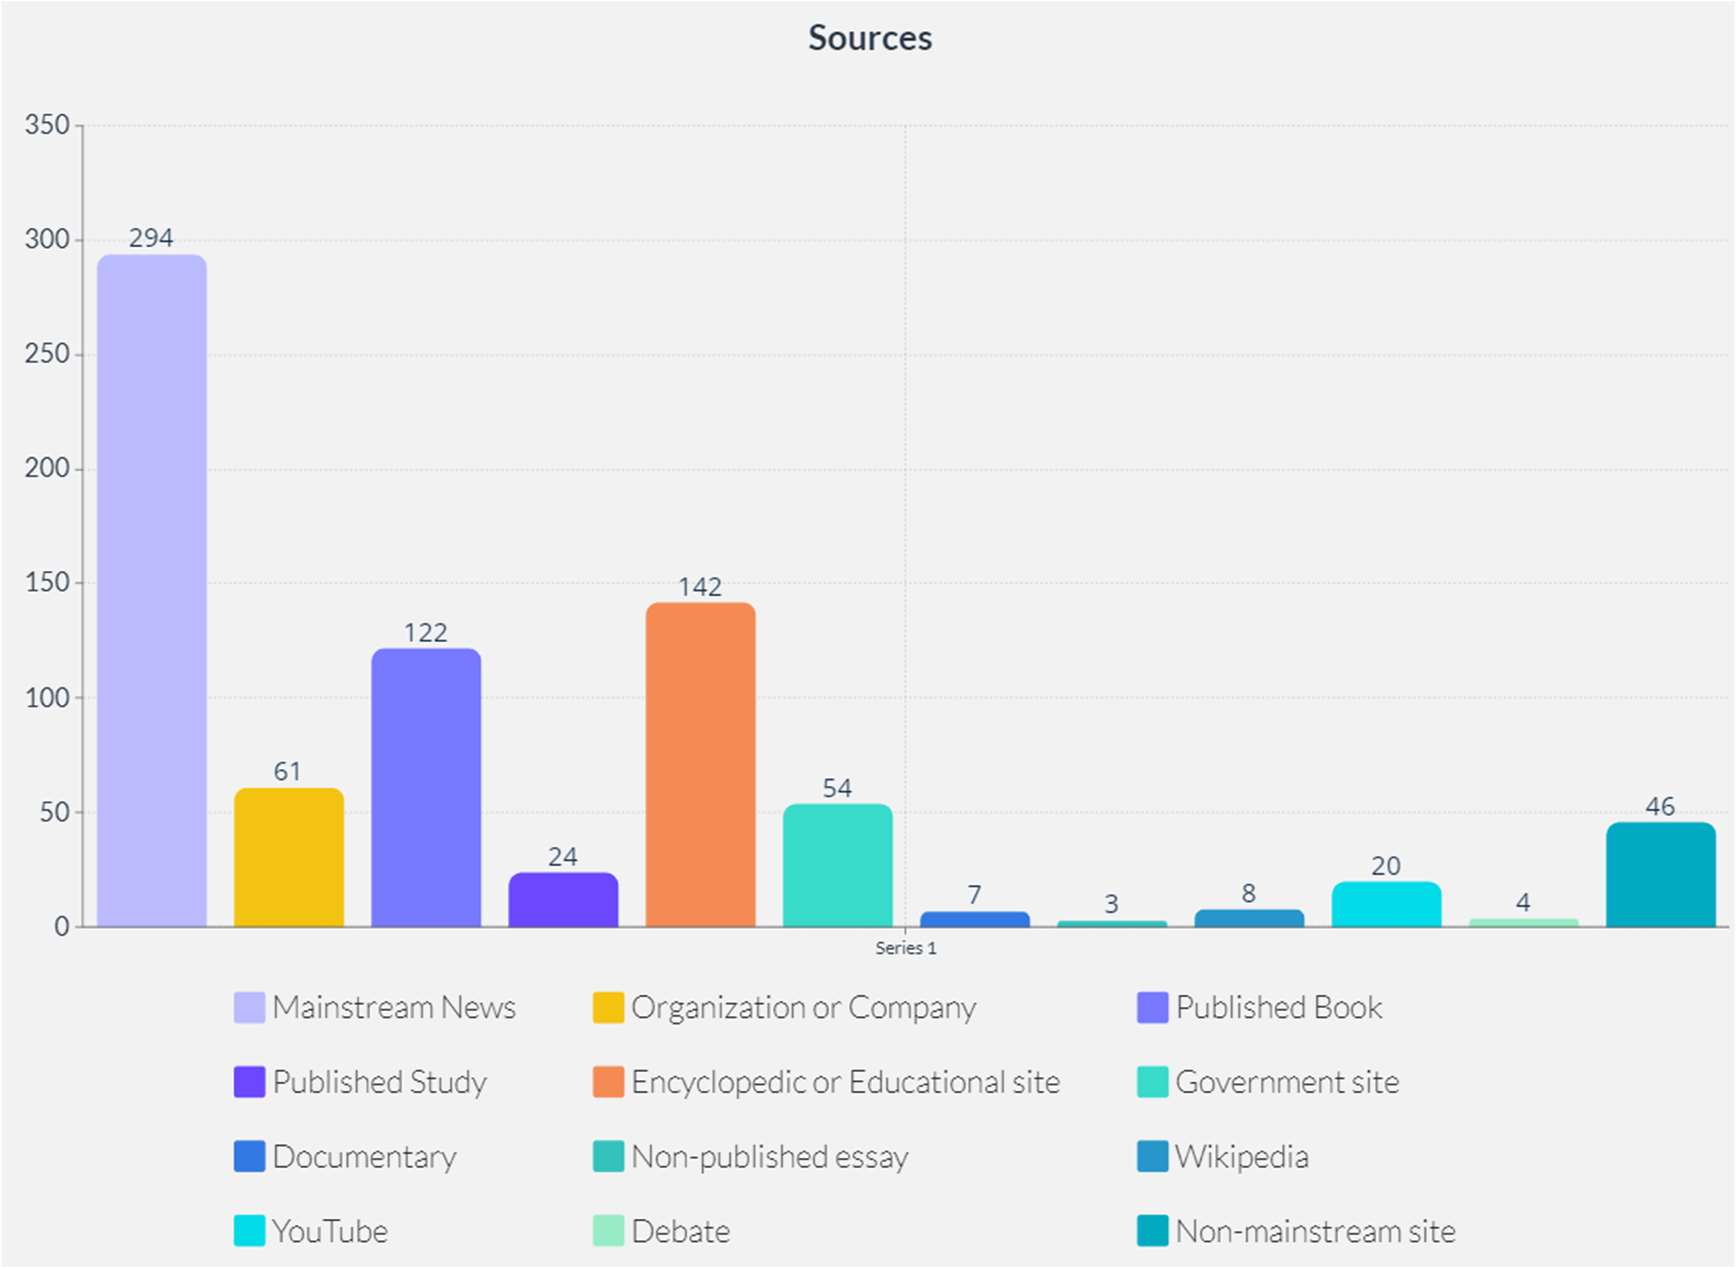 Sources
350
300
250
200
150
100
50
0
294
61
122
24
142
54
7
3
8
20
4
46
Series 1
Mainstream News
Organization or Company
Published Book
Published Study
Encyclopedic or Educational site
Government site
Documentary
Non-published essay
Wikipedia
YouTube
Debate
Non-mainstream site